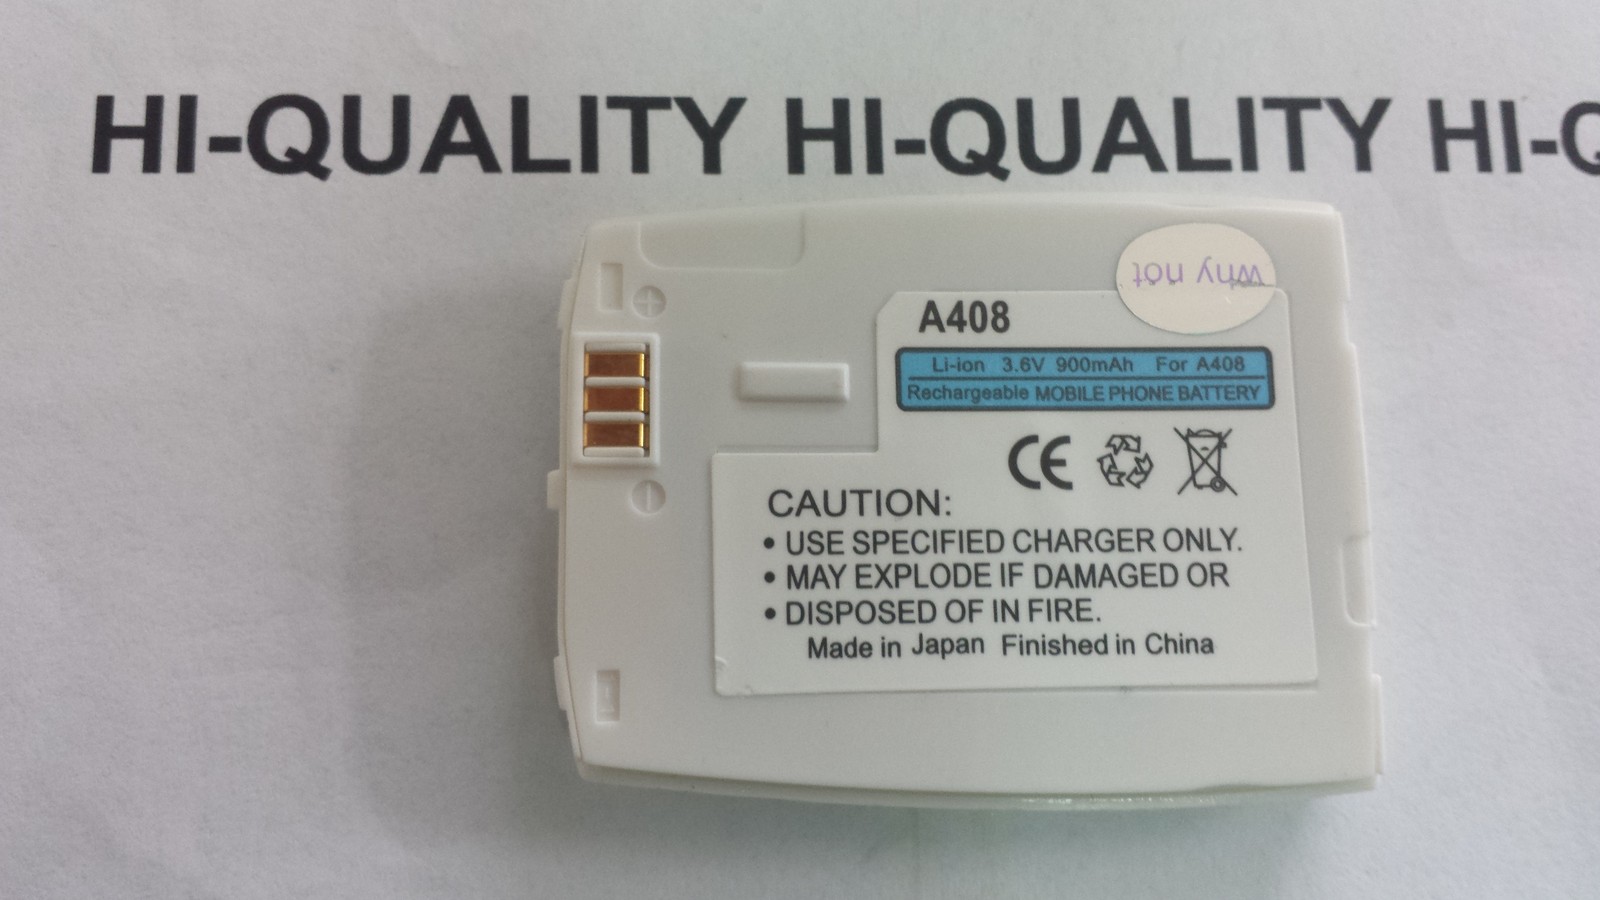 HI-QUALITY HI-QUALITY HI-Q
why not
A408
Li-ion 3.6V 900mAh For A408
Rechargeable MOBILE PHONE BATTERY
CE
CAUTION:
• USE SPECIFIED CHARGER ONLY.
• MAY EXPLODE IF DAMAGED OR
• DISPOSED OF IN FIRE.
Made in Japan Finished in China